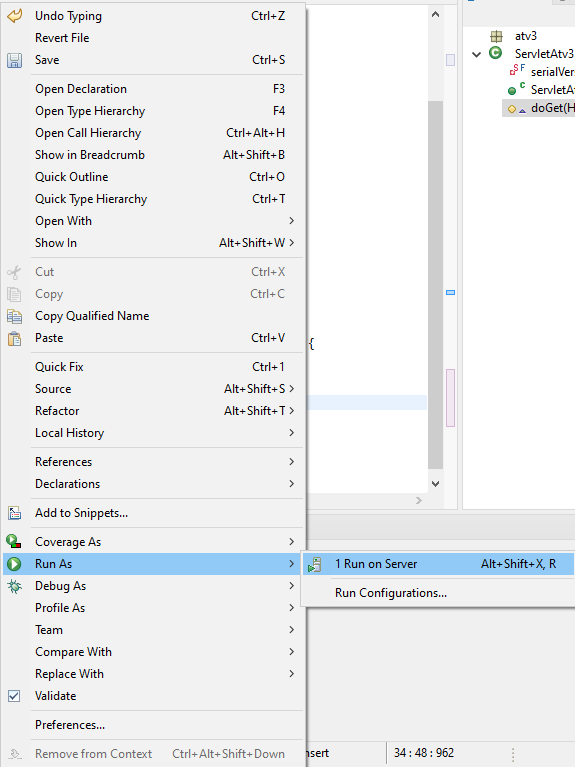 Undo Typing Ctrl+Z
Revert File
Save Ctrl+S
Open Declaration F3
Open Type Hierarchy F4
Open Call Hierarchy Ctrl+Alt+H
Show in Breadcrumb Alt+Shift+B
Quick Outline Ctrl+O
Quick Type Hierarchy Ctrl+T
Open With
Show In Alt+Shift+W
Cut Ctrl+X
Copy Ctrl+C
Copy Qualified Name
Paste Ctrl+V
Quick Fix Ctrl+1
Source Alt+Shift+S
Refactor Alt+Shift+T
Local History
References
Declarations
Add to Snippets...
Coverage As
Run As
Debug As
Profile As
Team
Compare With
Replace With
Validate
Preferences...
Remove from Context Ctrl+Alt+Shift+Down
{
1 Run on Server Alt+Shift+X, R
Run Configurations...
atv3
ServletAtv3
S F serialVers
C ServletAt
doGet(H
nsert 34 : 48 : 962